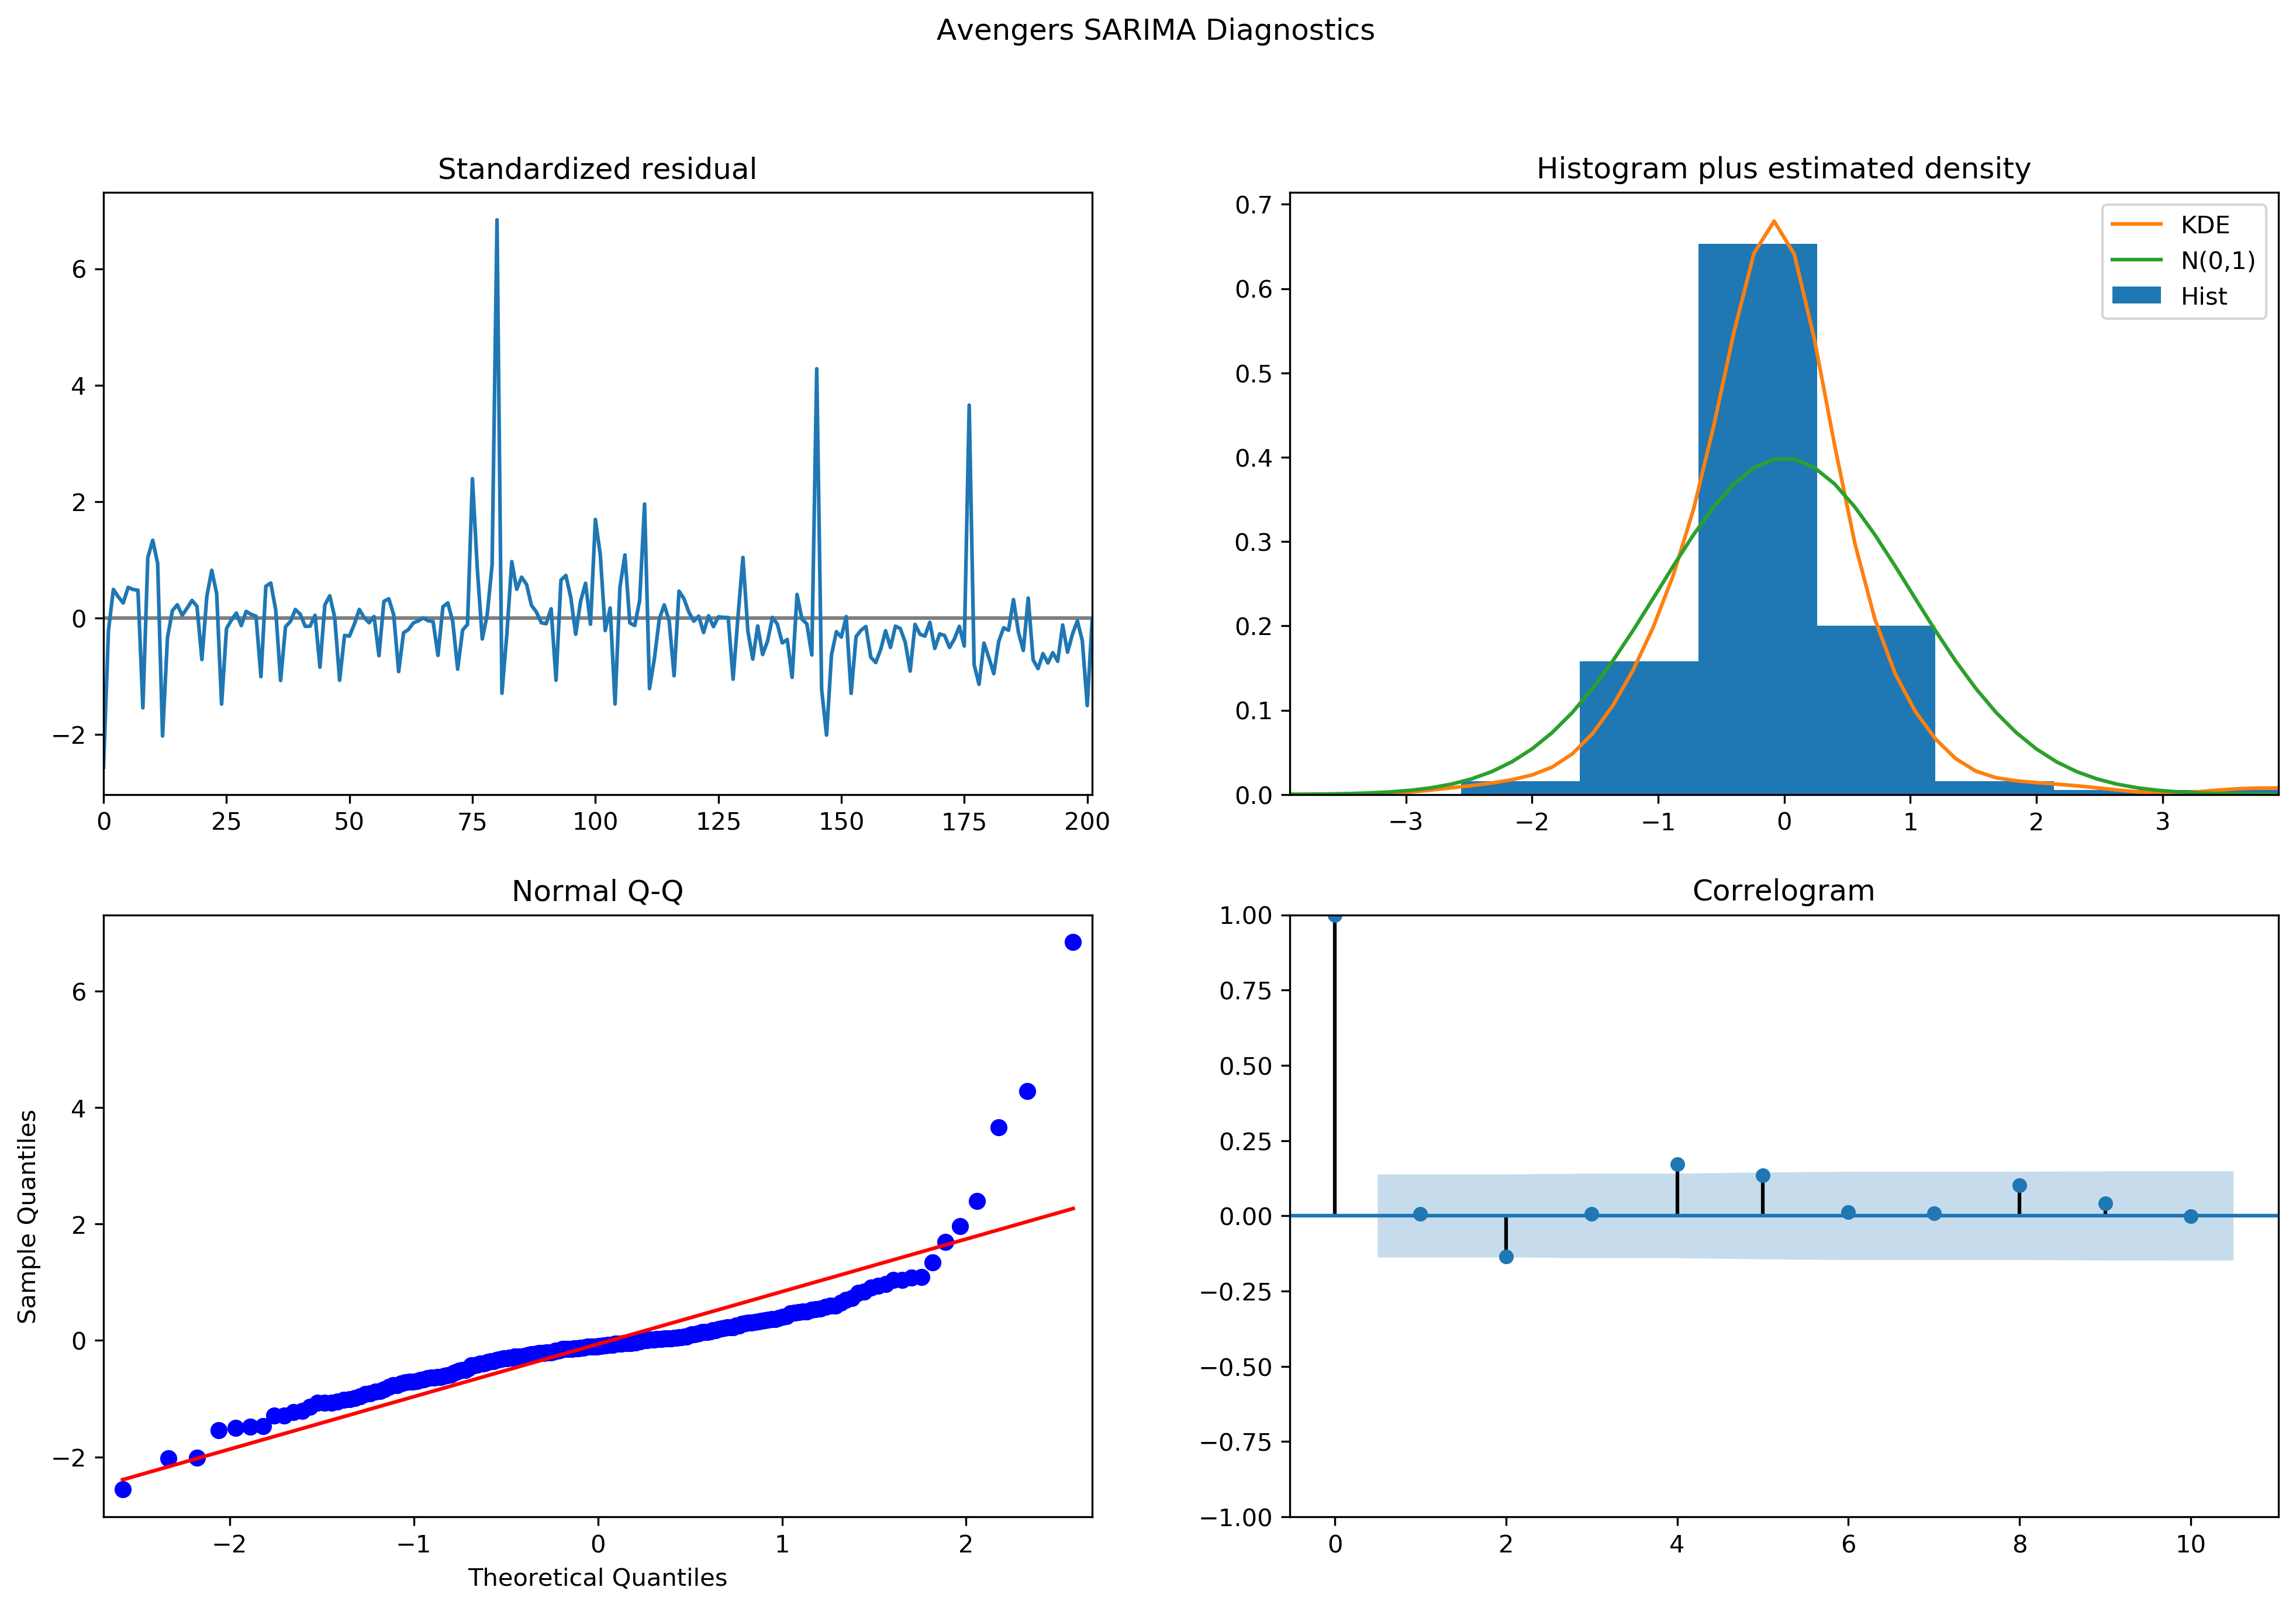 Avengers SARIMA Diagnostics
Standardized residual
6
4
2
0
−2
0 25 50 75 100 125 150 175 200
Histogram plus estimated density
0.7
0.6
0.5
0.4
0.3
0.2
0.1
0.0
−3 −2 −1 0 1 2 3
KDE
N(0,1)
Hist
Normal Q-Q
Sample Quantiles
6
4
2
0
−2
−2 −1 0 1 2
Theoretical Quantiles
Correlogram
1.00
0.75
0.50
0.25
0.00
−0.25
−0.50
−0.75
−1.00
0 2 4 6 8 10